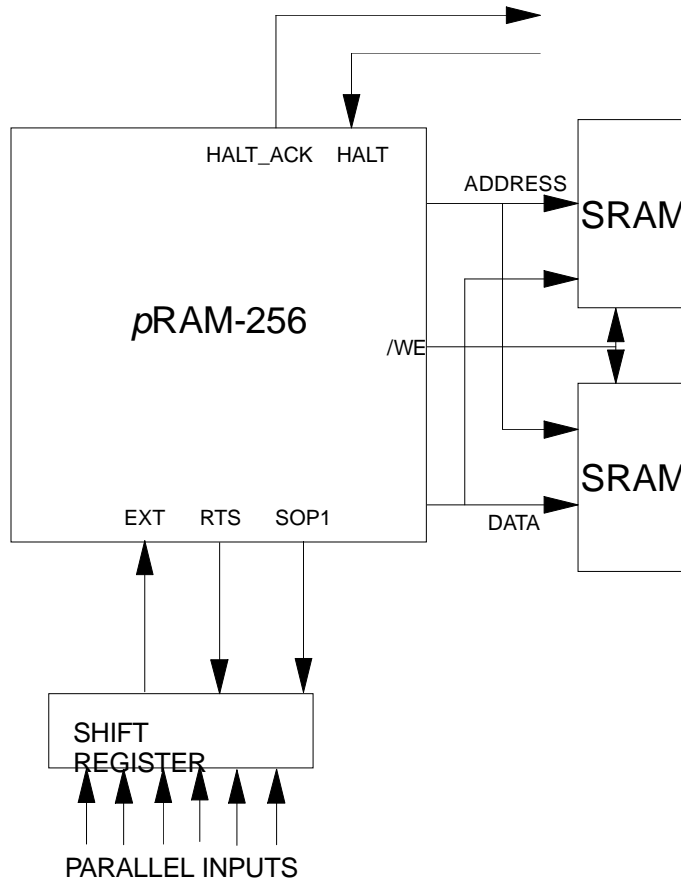 HALT_ACK HALT
ADDRESS
SRAM
pRAM-256
/WE
SRAM
EXT RTS SOP1
DATA
SHIFT
REGISTER
PARALLEL INPUTS